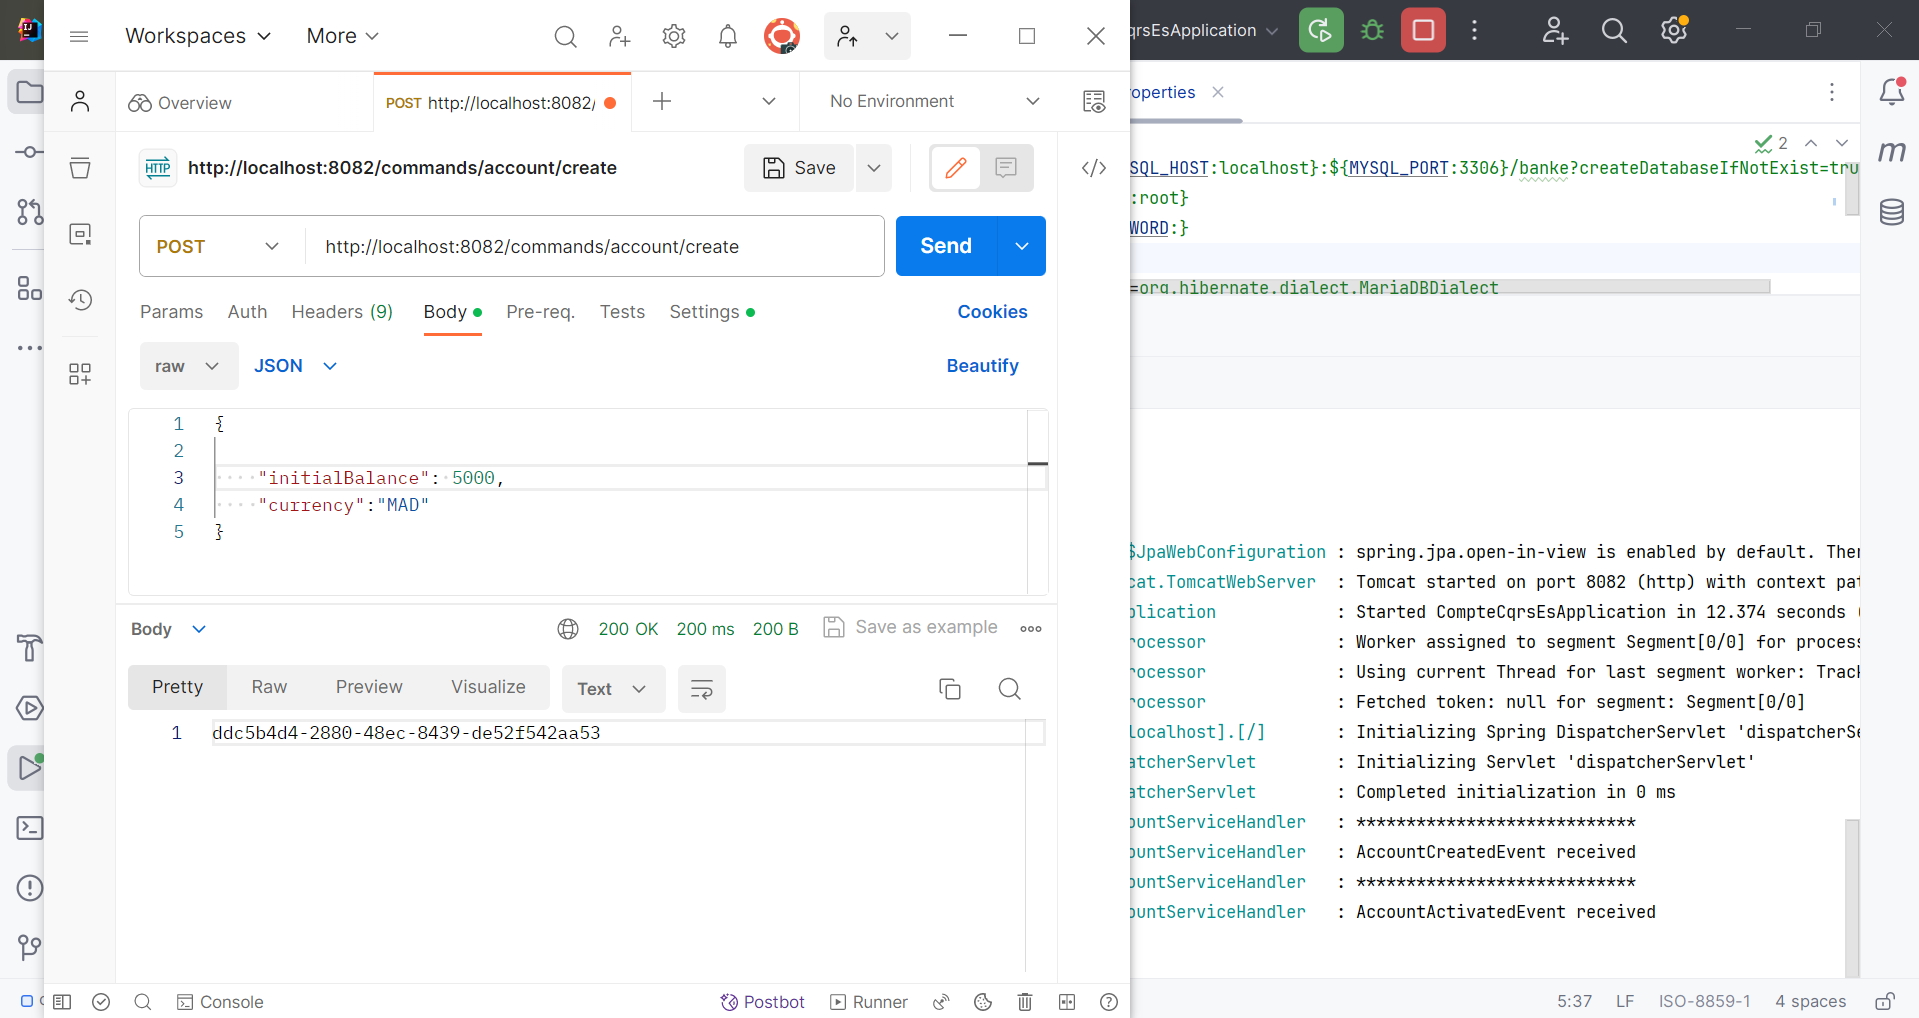 Workspaces
More
Overview
POST http://localhost:8082/
No Environment
HTTP
http://localhost:8082/commands/account/create
Save
POST
http://localhost:8082/commands/account/create
Send
Params
Auth
Headers (9)
Body
Pre-req.
Tests
Settings
Cookies
raw
JSON
Beautify
1 {
2
3 "initialBalance": 5000,
4 "currency":"MAD"
5 }
Body
200 OK
200 ms
200 B
Save as example
Pretty
Raw
Preview
Visualize
Text
1 ddc5b4d4-2880-48ec-8439-de52f542aa53
Console
Postbot
Runner
qrsEsApplication
operties
2
SQL_HOST:localhost}:${MYSQL_PORT:3306}/banke?createDatabaseIfNotExist=tru
:root}
WORD:}
=org.hibernate.dialect.MariaDBDialect
$JpaWebConfiguration : spring.jpa.open-in-view is enabled by default. Ther
cat.TomcatWebServer : Tomcat started on port 8082 (http) with context pat
plication : Started CompteCqrsEsApplication in 12.374 seconds (
rocessor : Worker assigned to segment Segment[0/0] for process
rocessor : Using current Thread for last segment worker: Track
rocessor : Fetched token: null for segment: Segment[0/0]
localhost].[/] : Initializing Spring DispatcherServlet 'dispatcherSe
atcherServlet : Initializing Servlet 'dispatcherServlet'
atcherServlet : Completed initialization in 0 ms
ountServiceHandler : ****************************
ountServiceHandler : AccountCreatedEvent received
ountServiceHandler : ****************************
ountServiceHandler : AccountActivatedEvent received
5:37
LF
ISO-8859-1
4 spaces